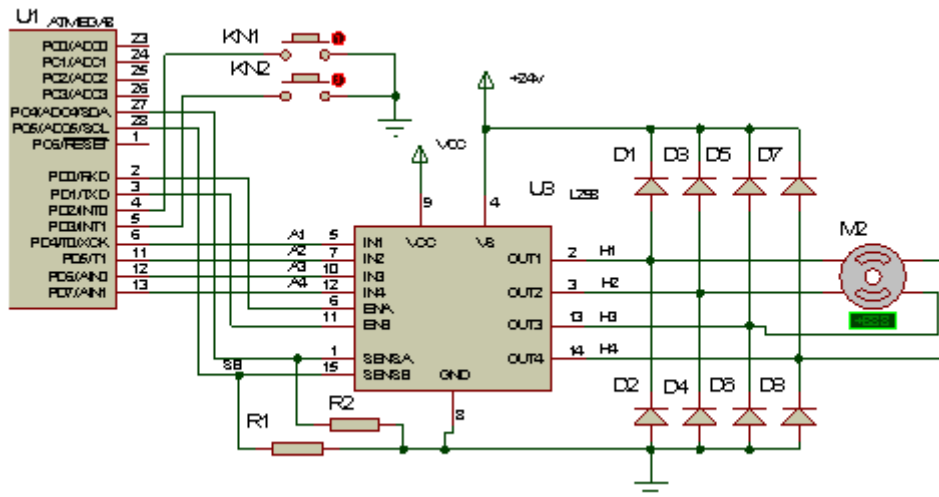 U1 ATMEGA8
PC0/ADC0 23
PC1/ADC1 24
PC2/ADC2 25
PC3/ADC3 26
PC4/ADC4/SDA 27
PC5/ADC5/SCL 28
PC6/RESET 1
PD0/RXD 2
PD1/TXD 3
PD2/INT0 4
PD3/INT1 5
PD4/T0/XCK 6
PD5/T1 11
PD6/AIN0 12
PD7/AIN1 13
KN1
KN2
+24v
VCC
U3 L298
9 4
VCC VS
A1 5 IN1
A2 7 IN2
A3 10 IN3
A4 12 IN4
6 ENA
11 ENB
1 SENSA
SB 15 SENSB
GND
8
OUT1 2 H1
OUT2 3 H2
OUT3 13 H3
OUT4 14 H4
D1 D3 D5 D7
M2
D2 D4 D6 D8
R2
R1